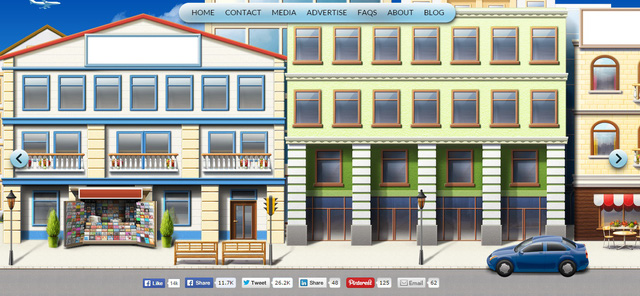 HOME CONTACT MEDIA ADVERTISE FAQS ABOUT BLOG
Like 14k Share 11.7K Tweet 26.2K Share 48 Pinterest 125 Email 62